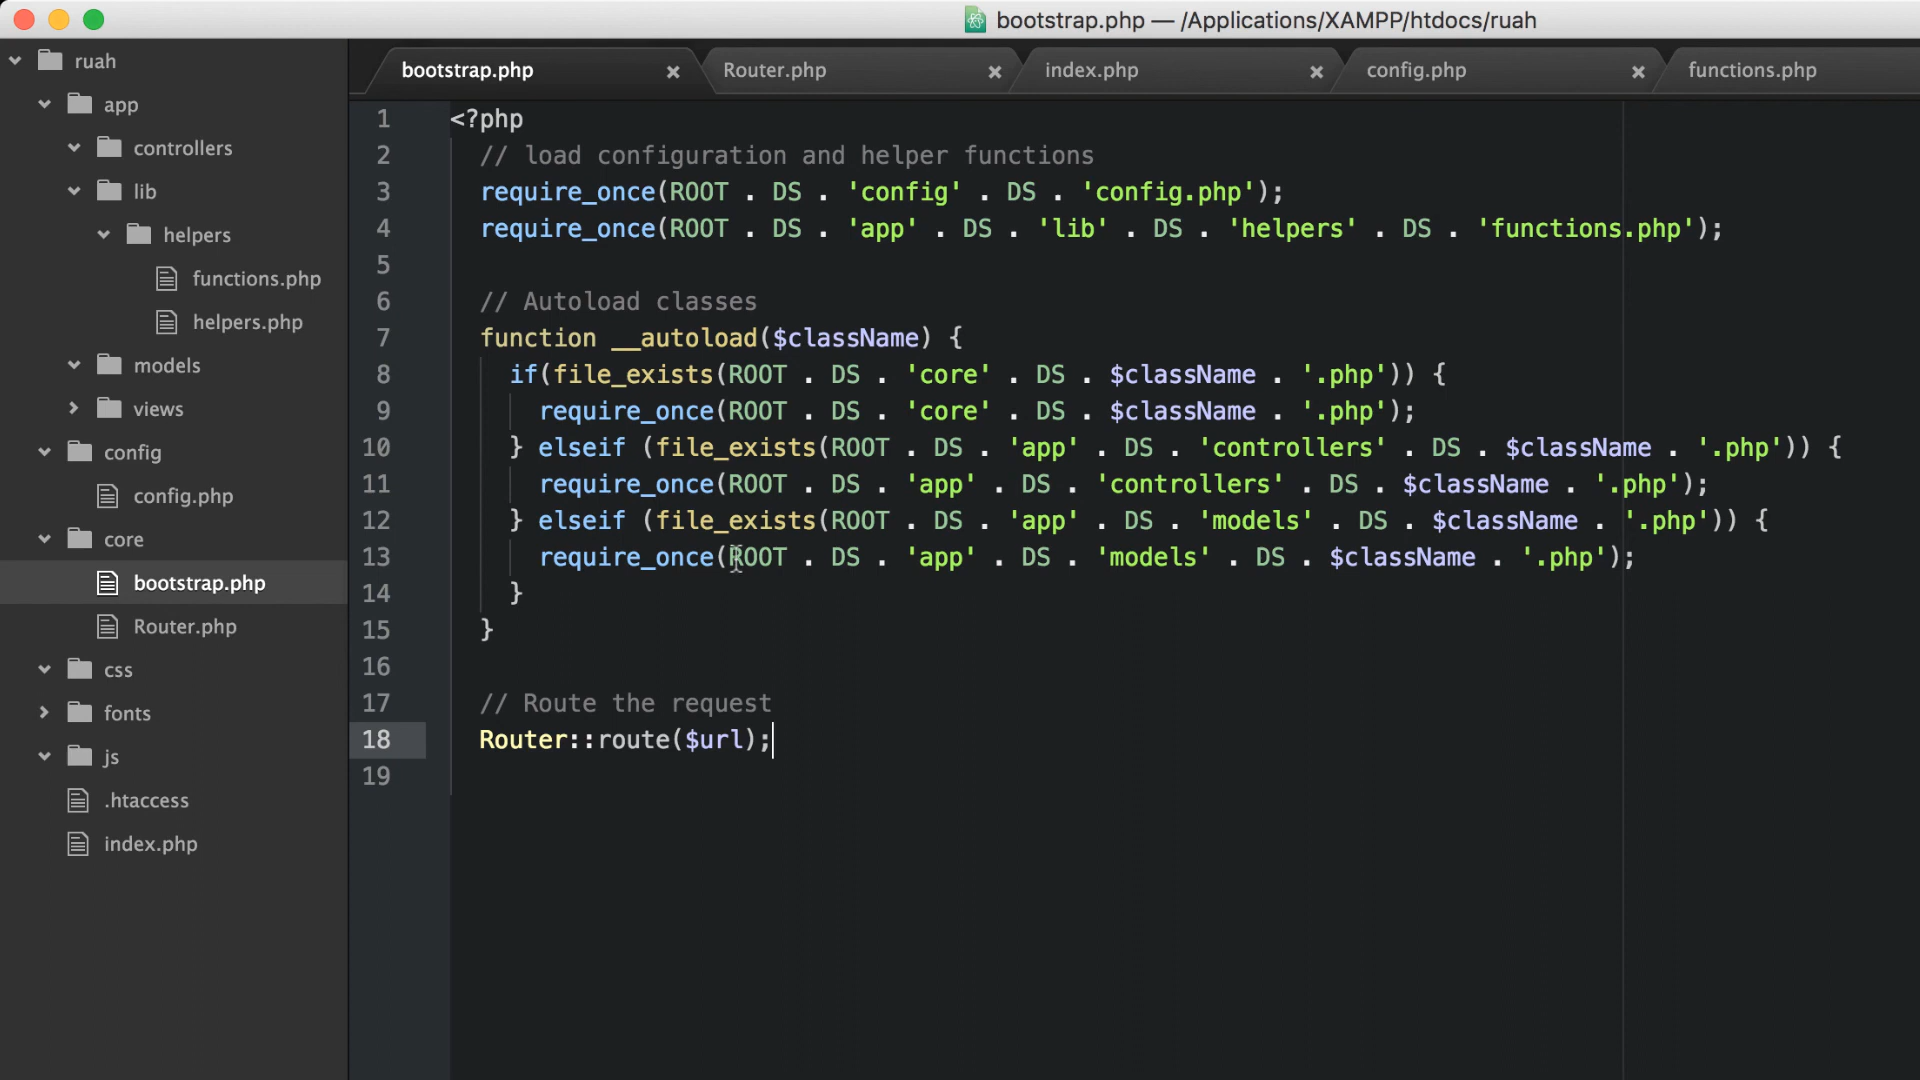 bootstrap.php — /Applications/XAMPP/htdocs/ruah
ruah
app
controllers
lib
helpers
functions.php
helpers.php
models
views
config
config.php
core
bootstrap.php
Router.php
css
fonts
js
.htaccess
index.php
bootstrap.php × Router.php × index.php × config.php × functions.php
1 <?php
2 // load configuration and helper functions
3 require_once(ROOT . DS . 'config' . DS . 'config.php');
4 require_once(ROOT . DS . 'app' . DS . 'lib' . DS . 'helpers' . DS . 'functions.php');
5
6 // Autoload classes
7 function __autoload($className) {
8 if(file_exists(ROOT . DS . 'core' . DS . $className . '.php')) {
9 require_once(ROOT . DS . 'core' . DS . $className . '.php');
10 } elseif (file_exists(ROOT . DS . 'app' . DS . 'controllers' . DS . $className . '.php')) {
11 require_once(ROOT . DS . 'app' . DS . 'controllers' . DS . $className . '.php');
12 } elseif (file_exists(ROOT . DS . 'app' . DS . 'models' . DS . $className . '.php')) {
13 require_once(ROOT . DS . 'app' . DS . 'models' . DS . $className . '.php');
14 }
15 }
16
17 // Route the request
18 Router::route($url);
19